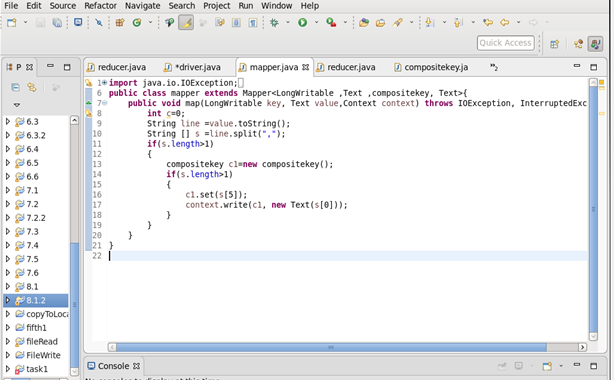 File Edit Source Refactor Navigate Search Project Run Window Help
Quick Access
P
reducer.java *driver.java mapper.java reducer.java compositekey.ja »2
6.3
6.3.2
6.4
6.5
6.6
7.1
7.2
7.2.2
7.3
7.4
7.5
7.6
8.1
8.1.2
copyToLoca
fifth1
fileRead
FileWrite
task1
1 import java.io.IOException;
6 public class mapper extends Mapper<LongWritable ,Text ,compositekey, Text>{
7 public void map(LongWritable key, Text value,Context context) throws IOException, InterruptedExc
8 int c=0;
9 String line =value.toString();
10 String [] s =line.split(",");
11 if(s.length>1)
12 {
13 compositekey c1=new compositekey();
14 if(s.length>1)
15 {
16 c1.set(s[5]);
17 context.write(c1, new Text(s[0]));
18 }
19 }
20 }
21 }
22
Console